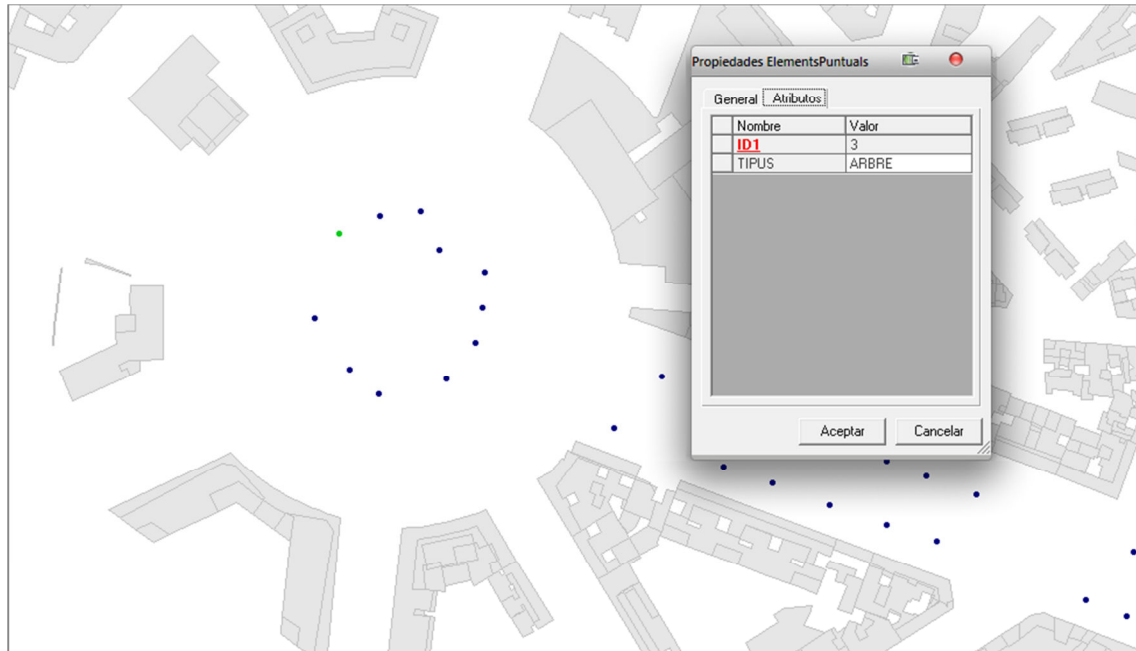 Propiedades ElementsPuntuals
General Atributos
Nombre Valor
ID1 3
TIPUS ARBRE
Aceptar Cancelar